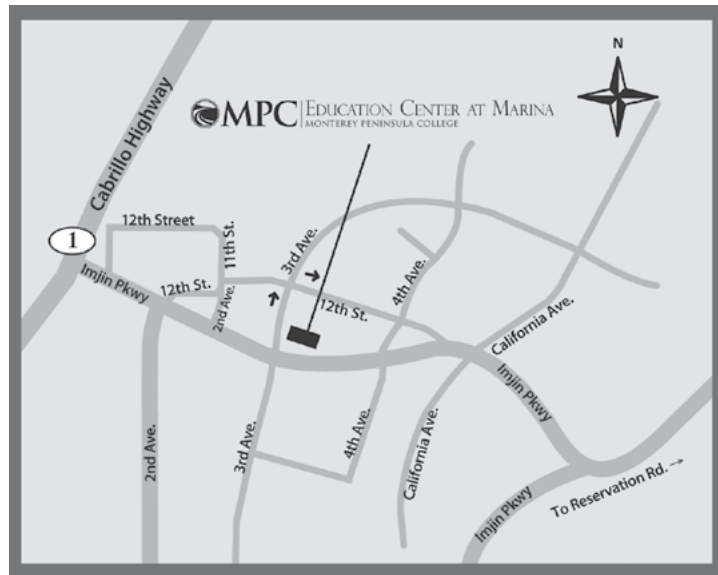 N
MPC EDUCATION CENTER AT MARINA
MONTEREY PENINSULA COLLEGE
Cabrillo Highway
1
12th Street
11th St.
3rd Ave.
Imjin Pkwy
12th St.
2nd Ave.
12th St.
4th Ave.
California Ave.
Imjin Pkwy
2nd Ave.
3rd Ave.
4th Ave.
California Ave.
Imjin Pkwy
To Reservation Rd. →